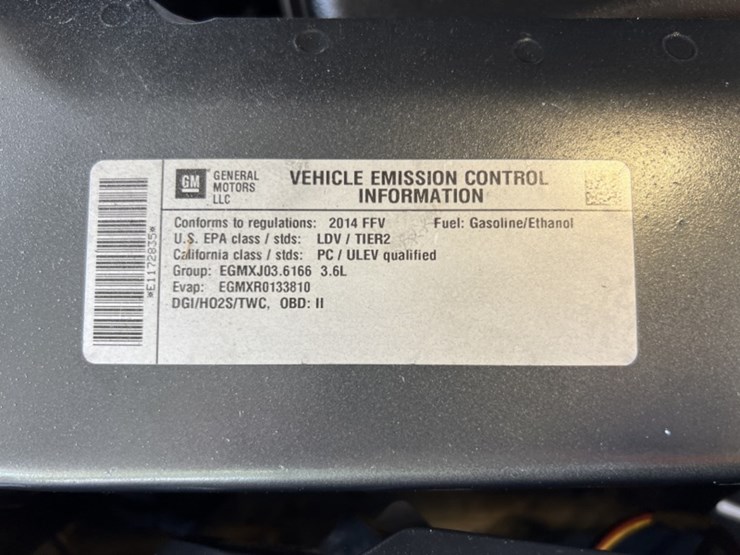 GM GENERAL MOTORS LLC
VEHICLE EMISSION CONTROL
INFORMATION
Conforms to regulations: 2014 FFV Fuel: Gasoline/Ethanol
U.S. EPA class / stds: LDV / TIER2
California class / stds: PC / ULEV qualified
Group: EGMXJ03.6166 3.6L
Evap: EGMXR0133810
DGI/HO2S/TWC, OBD: II
*E1172835*